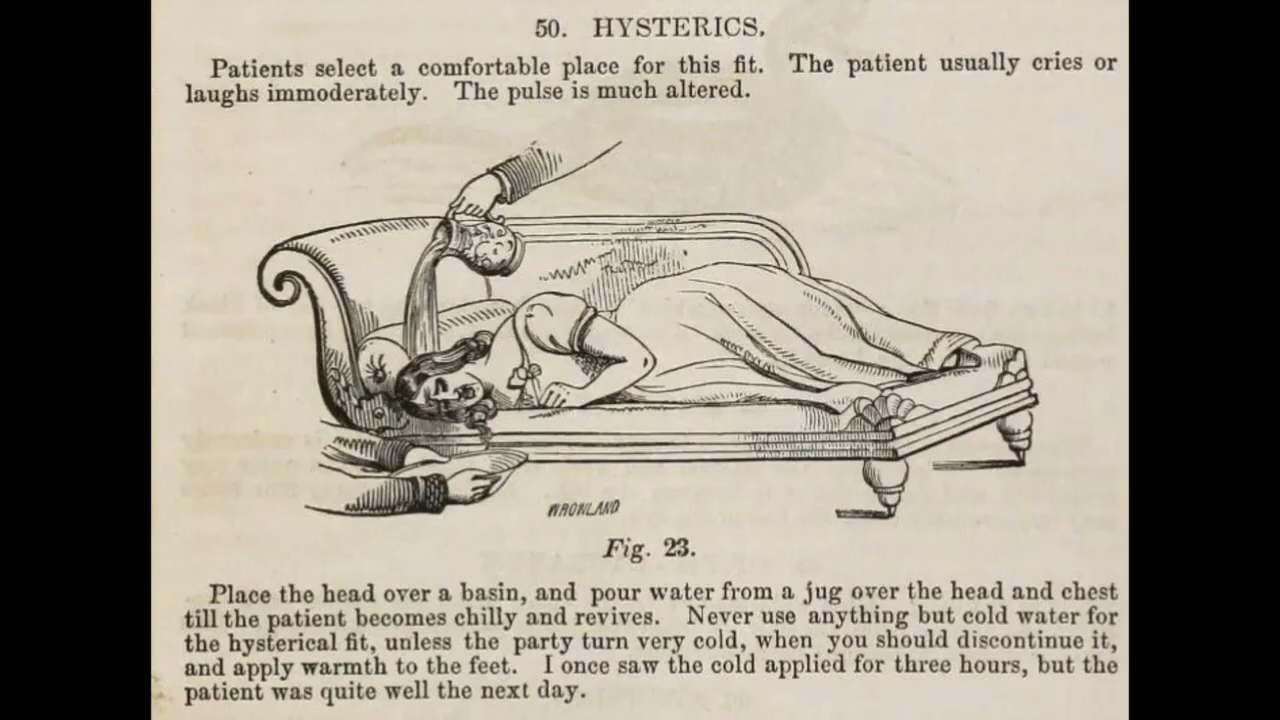 50. HYSTERICS.
Patients select a comfortable place for this fit. The patient usually cries or
laughs immoderately. The pulse is much altered.
Fig. 23.
Place the head over a basin, and pour water from a jug over the head and chest
till the patient becomes chilly and revives. Never use anything but cold water for
the hysterical fit, unless the party turn very cold, when you should discontinue it,
and apply warmth to the feet. I once saw the cold applied for three hours, but the
patient was quite well the next day.